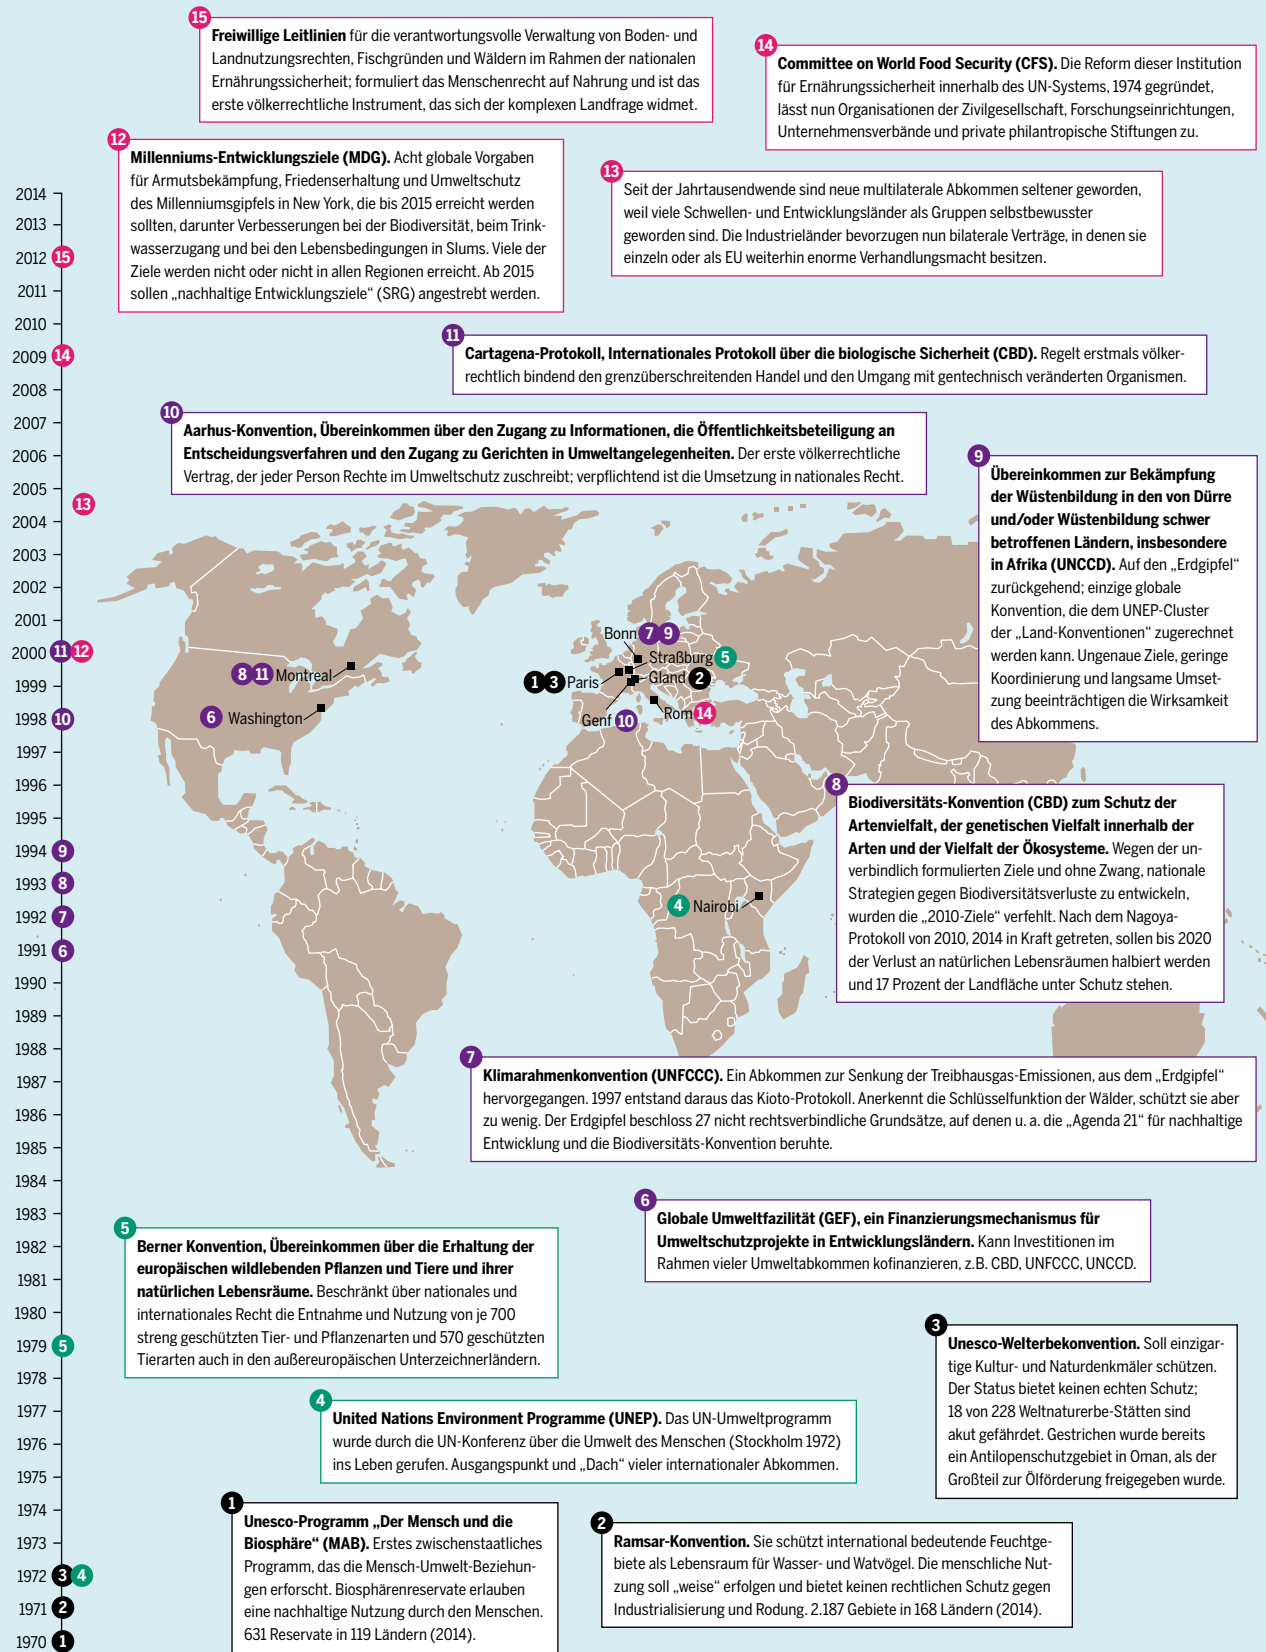 15
Freiwillige Leitlinien für die verantwortungsvolle Verwaltung von Boden- und
Landnutzungsrechten, Fischgründen und Wäldern im Rahmen der nationalen
Ernährungssicherheit; formuliert das Menschenrecht auf Nahrung und ist das
erste völkerrechtliche Instrument, das sich der komplexen Landfrage widmet.
14
Committee on World Food Security (CFS). Die Reform dieser Institution
für Ernährungssicherheit innerhalb des UN-Systems, 1974 gegründet,
lässt nun Organisationen der Zivilgesellschaft, Forschungseinrichtungen,
Unternehmensverbände und private philantropische Stiftungen zu.
12
Millenniums-Entwicklungsziele (MDG). Acht globale Vorgaben
für Armutsbekämpfung, Friedenserhaltung und Umweltschutz
des Millenniumsgipfels in New York, die bis 2015 erreicht werden
sollten, darunter Verbesserungen bei der Biodiversität, beim Trink-
wasserzugang und bei den Lebensbedingungen in Slums. Viele der
Ziele werden nicht oder nicht in allen Regionen erreicht. Ab 2015
sollen „nachhaltige Entwicklungsziele“ (SRG) angestrebt werden.
13
Seit der Jahrtausendwende sind neue multilaterale Abkommen seltener geworden,
weil viele Schwellen- und Entwicklungsländer als Gruppen selbstbewusster
geworden sind. Die Industrieländer bevorzugen nun bilaterale Verträge, in denen sie
einzeln oder als EU weiterhin enorme Verhandlungsmacht besitzen.
11
Cartagena-Protokoll, Internationales Protokoll über die biologische Sicherheit (CBD). Regelt erstmals völker-
rechtlich bindend den grenzüberschreitenden Handel und den Umgang mit gentechnisch veränderten Organismen.
10
Aarhus-Konvention, Übereinkommen über den Zugang zu Informationen, die Öffentlichkeitsbeteiligung an
Entscheidungsverfahren und den Zugang zu Gerichten in Umweltangelegenheiten. Der erste völkerrechtliche
Vertrag, der jeder Person Rechte im Umweltschutz zuschreibt; verpflichtend ist die Umsetzung in nationales Recht.
9
Übereinkommen zur Bekämpfung
der Wüstenbildung in den von Dürre
und/oder Wüstenbildung schwer
betroffenen Ländern, insbesondere
in Afrika (UNCCD). Auf den „Erdgipfel“
zurückgehend; einzige globale
Konvention, die dem UNEP-Cluster
der „Land-Konventionen“ zugerechnet
werden kann. Ungenaue Ziele, geringe
Koordinierung und langsame Umset-
zung beeinträchtigen die Wirksamkeit
des Abkommens.
8
Biodiversitäts-Konvention (CBD) zum Schutz der
Artenvielfalt, der genetischen Vielfalt innerhalb der
Arten und der Vielfalt der Ökosysteme. Wegen der un-
verbindlich formulierten Ziele und ohne Zwang, nationale
Strategien gegen Biodiversitätsverluste zu entwickeln,
wurden die „2010-Ziele“ verfehlt. Nach dem Nagoya-
Protokoll von 2010, 2014 in Kraft getreten, sollen bis 2020
der Verlust an natürlichen Lebensräumen halbiert werden
und 17 Prozent der Landfläche unter Schutz stehen.
7
Klimarahmenkonvention (UNFCCC). Ein Abkommen zur Senkung der Treibhausgas-Emissionen, aus dem „Erdgipfel“
hervorgegangen. 1997 entstand daraus das Kioto-Protokoll. Anerkennt die Schlüsselfunktion der Wälder, schützt sie aber
zu wenig. Der Erdgipfel beschloss 27 nicht rechtsverbindliche Grundsätze, auf denen u. a. die „Agenda 21“ für nachhaltige
Entwicklung und die Biodiversitäts-Konvention beruhte.
6
Globale Umweltfazilität (GEF), ein Finanzierungsmechanismus für
Umweltschutzprojekte in Entwicklungsländern. Kann Investitionen im
Rahmen vieler Umweltabkommen kofinanzieren, z.B. CBD, UNFCCC, UNCCD.
5
Berner Konvention, Übereinkommen über die Erhaltung der
europäischen wildlebenden Pflanzen und Tiere und ihrer
natürlichen Lebensräume. Beschränkt über nationales und
internationales Recht die Entnahme und Nutzung von je 700
streng geschützten Tier- und Pflanzenarten und 570 geschützten
Tierarten auch in den außereuropäischen Unterzeichnerländern.
3
Unesco-Welterbekonvention. Soll einzigar-
tige Kultur- und Naturdenkmäler schützen.
Der Status bietet keinen echten Schutz;
18 von 228 Weltnaturerbe-Stätten sind
akut gefährdet. Gestrichen wurde bereits
ein Antilopenschutzgebiet in Oman, als der
Großteil zur Ölförderung freigegeben wurde.
4
United Nations Environment Programme (UNEP). Das UN-Umweltprogramm
wurde durch die UN-Konferenz über die Umwelt des Menschen (Stockholm 1972)
ins Leben gerufen. Ausgangspunkt und „Dach“ vieler internationaler Abkommen.
1
Unesco-Programm „Der Mensch und die
Biosphäre“ (MAB). Erstes zwischenstaatliches
Programm, das die Mensch-Umwelt-Beziehun-
gen erforscht. Biosphärenreservate erlauben
eine nachhaltige Nutzung durch den Menschen.
631 Reservate in 119 Ländern (2014).
2
Ramsar-Konvention. Sie schützt international bedeutende Feuchtge-
biete als Lebensraum für Wasser- und Watvögel. Die menschliche Nut-
zung soll „weise“ erfolgen und bietet keinen rechtlichen Schutz gegen
Industrialisierung und Rodung. 2.187 Gebiete in 168 Ländern (2014).
Bonn 7 9
Straßburg 5
8 11 Montreal
1 3 Paris
Gland 2
6 Washington
Genf 10
Rom 14
4 Nairobi
2014
2013
2012 15
2011
2010
2009 14
2008
2007
2006
2005
13
2004
2003
2002
2001
2000 11 12
1999
1998 10
1997
1996
1995
1994 9
1993 8
1992 7
1991 6
1990
1989
1988
1987
1986
1985
1984
1983
1982
1981
1980
1979 5
1978
1977
1976
1975
1974
1973
1972 3 4
1971 2
1970 1